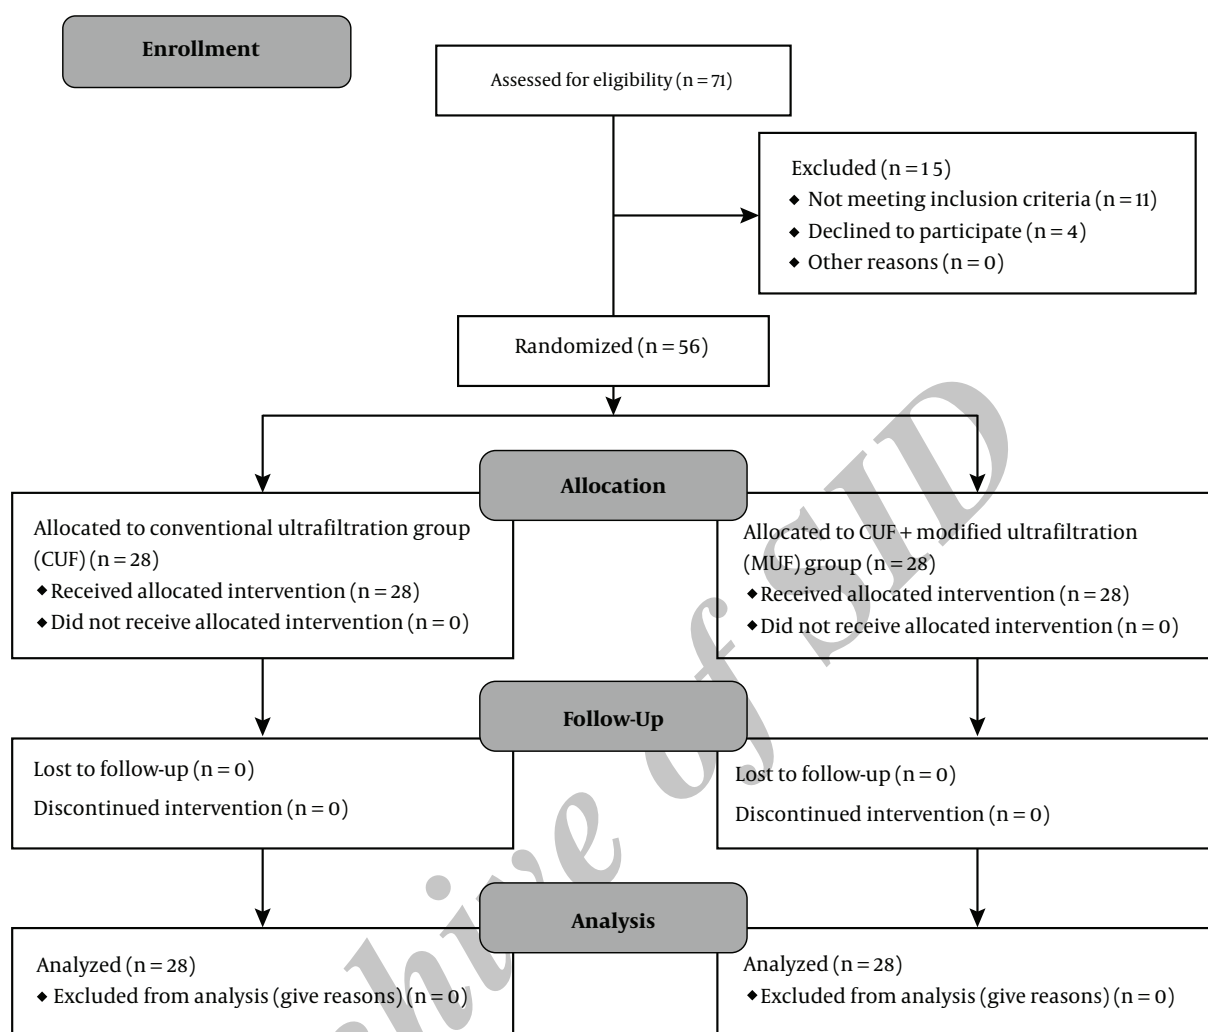 Enrollment
Assessed for eligibility (n = 71)
Excluded (n = 15)
◆ Not meeting inclusion criteria (n = 11)
◆ Declined to participate (n = 4)
◆ Other reasons (n = 0)
Randomized (n = 56)
Allocation
Allocated to conventional ultrafiltration group
(CUF) (n = 28)
◆ Received allocated intervention (n = 28)
◆ Did not receive allocated intervention (n = 0)
Allocated to CUF + modified ultrafiltration
(MUF) group (n = 28)
◆ Received allocated intervention (n = 28)
◆ Did not receive allocated intervention (n = 0)
Follow-Up
Lost to follow-up (n = 0)
Discontinued intervention (n = 0)
Lost to follow-up (n = 0)
Discontinued intervention (n = 0)
Analysis
Analyzed (n = 28)
◆ Excluded from analysis (give reasons) (n = 0)
Analyzed (n = 28)
◆ Excluded from analysis (give reasons) (n = 0)
hive of SID